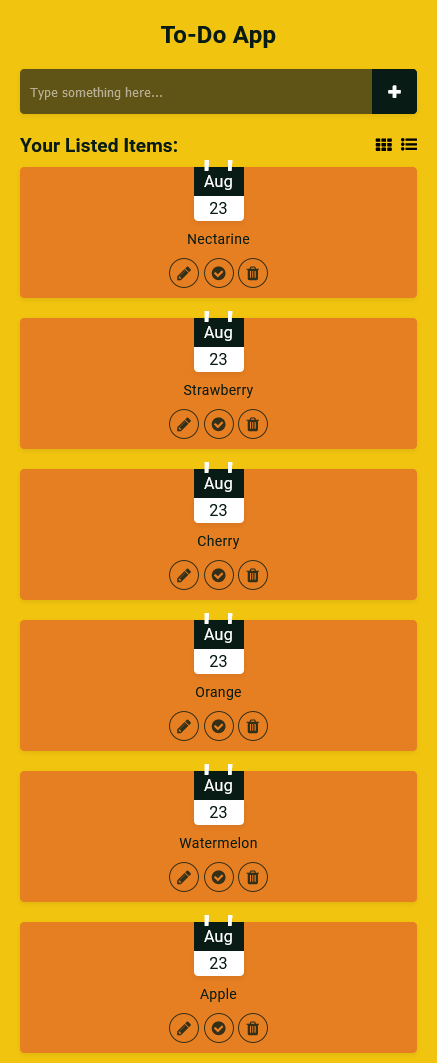 To-Do App
Type something here...
Your Listed Items:
Aug
23
Nectarine
Aug
23
Strawberry
Aug
23
Cherry
Aug
23
Orange
Aug
23
Watermelon
Aug
23
Apple